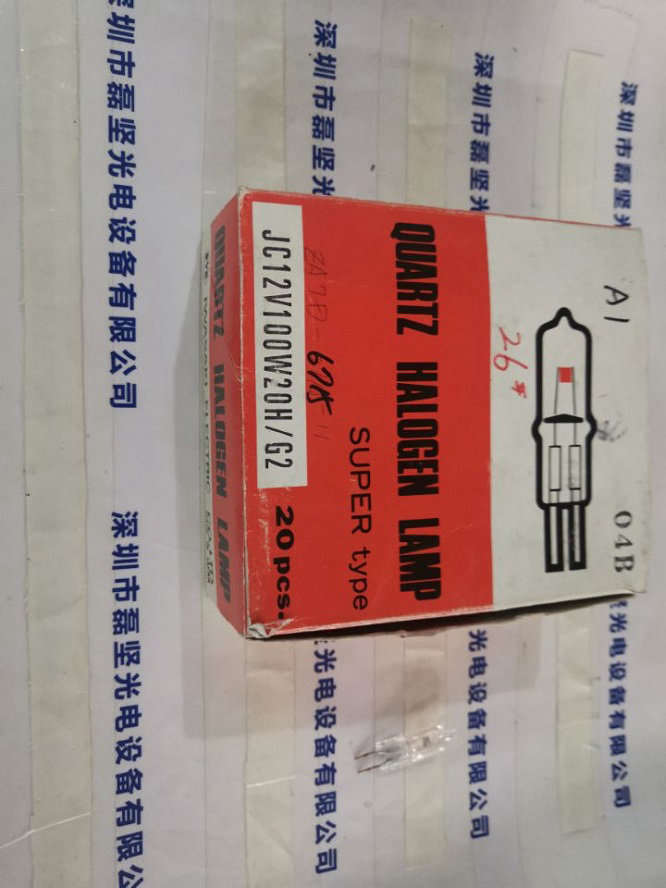 A1
04B
26#
QUARTZ HALOGEN LAMP
SUPER type
JC12V100W20H/G2
20pcs.
QUARTZ HALOGEN LAMP
深圳市磊坚光电设备有限公司
深圳市磊坚光电设备有限公司
深圳市磊坚
光电设备有限公司
深圳市磊坚
光电设备有限公司
深圳市磊坚
光电设备有限公司